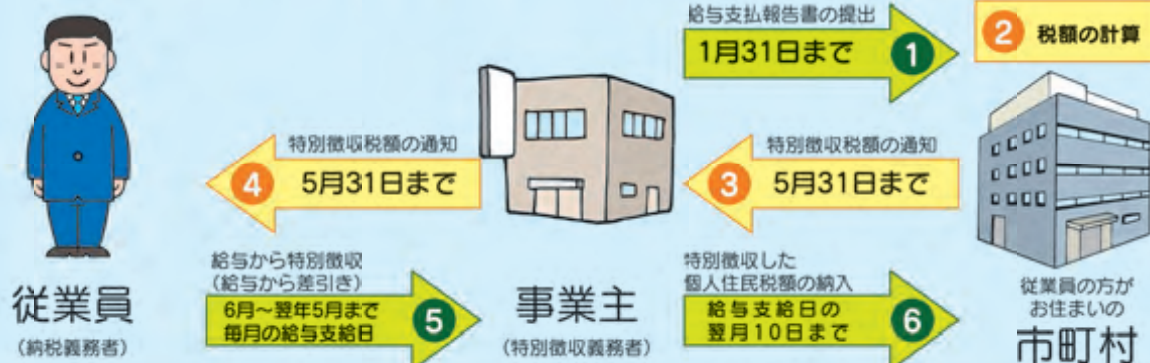 給与支払報告書の提出
1月31日まで
1
2
税額の計算
特別徴収税額の通知
4
5月31日まで
特別徴収税額の通知
3
5月31日まで
給与から特別徴収
(給与から差引き)
6月~翌年5月まで
毎月の給与支給日
5
特別徴収した
個人住民税額の納入
給与支給日の
翌月10日まで
6
従業員
(納税義務者)
事業主
(特別徴収義務者)
従業員の方が
お住まいの
市町村